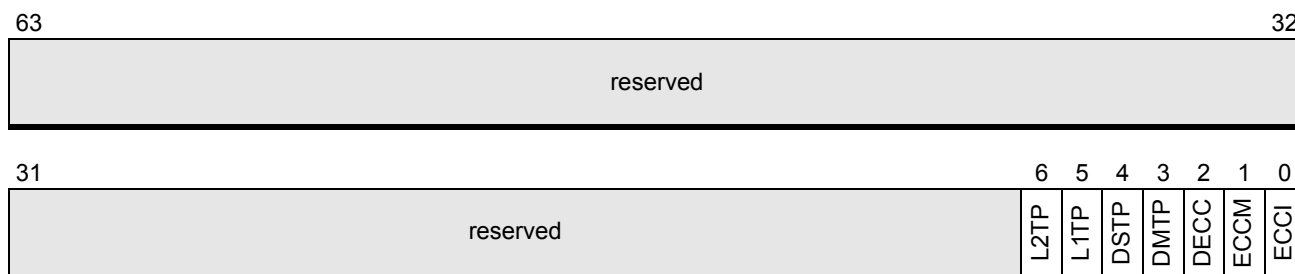 63 32
reserved
31 6 5 4 3 2 1 0
reserved L2TP L1TP DSTP DMTP DECC ECCM ECCI